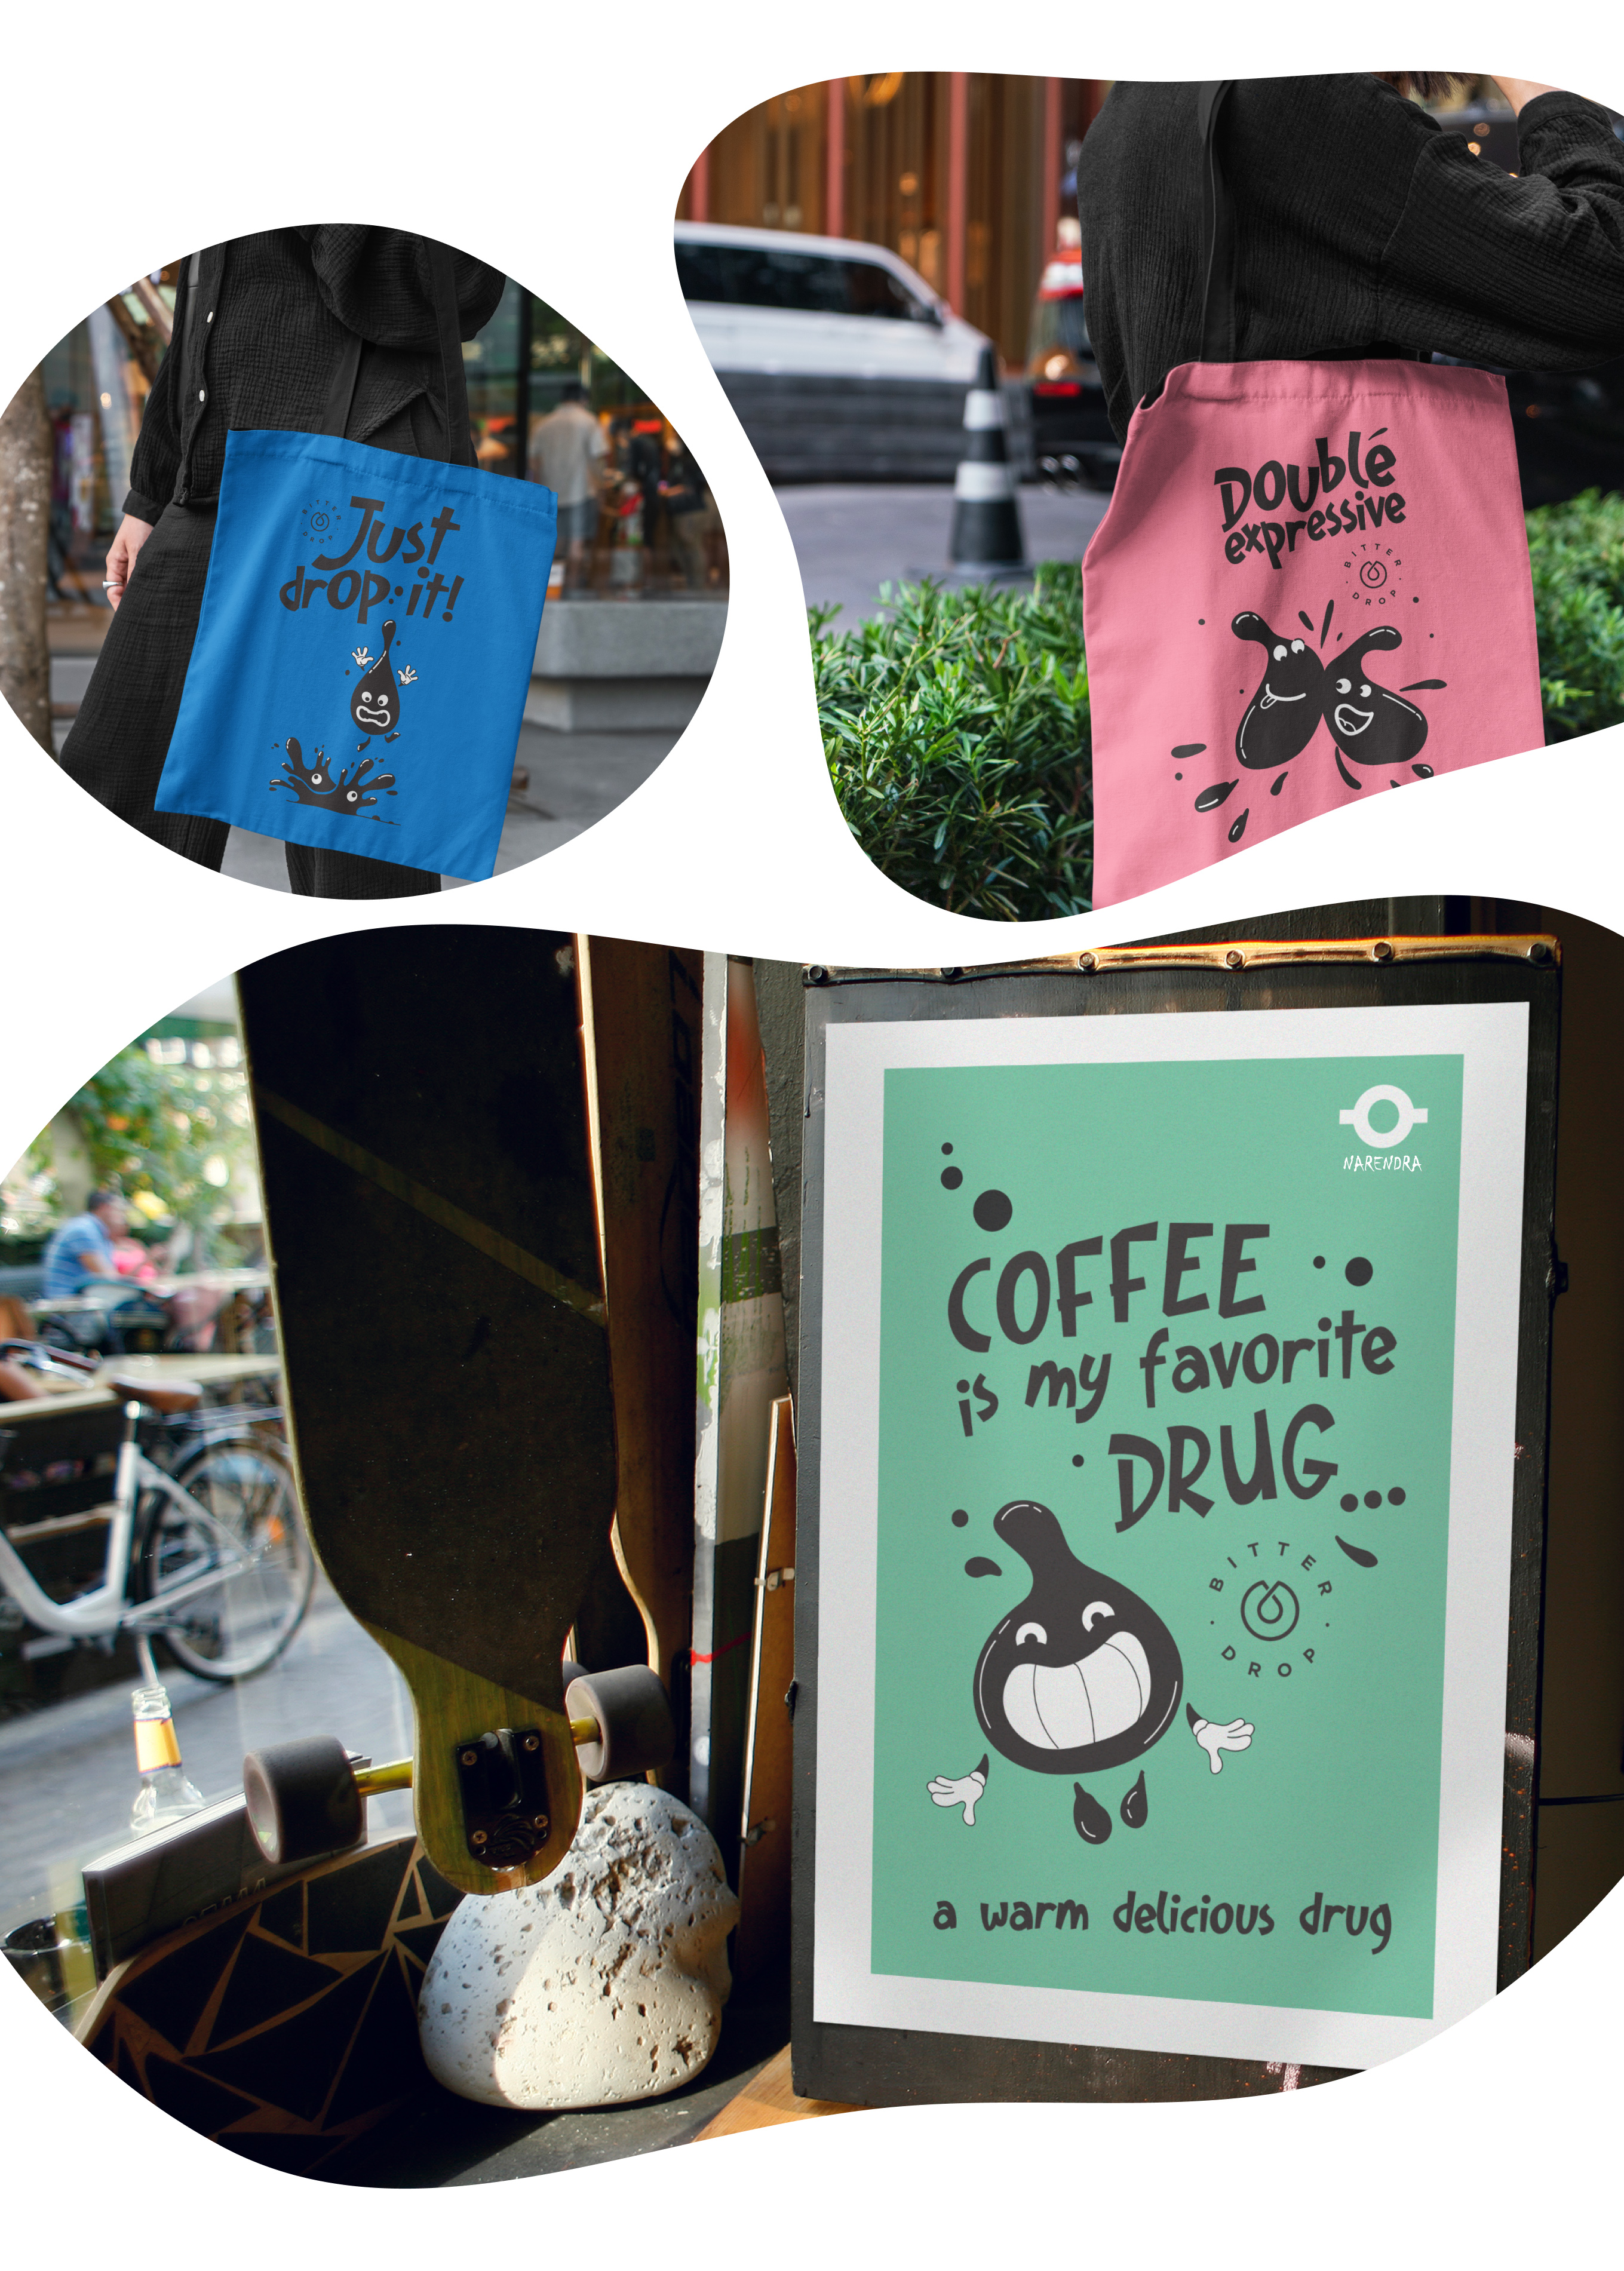 Just
drop:it!
BITTER
DROP
Doublé
expressive
BITTER
DROP
NARENDRA
COFFEE
is my favorite
DRUG...
BITTER
DROP
a warm delicious drug